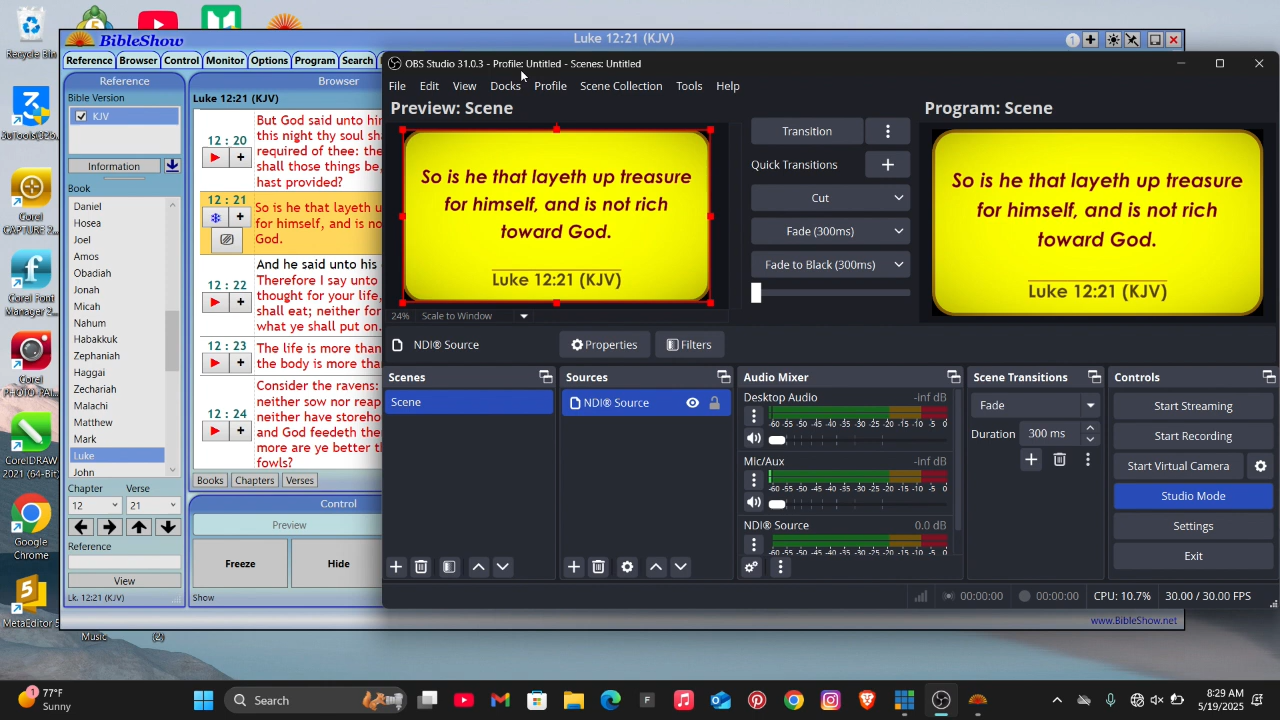 Recycle Bin
3uTools(32b...
Corel
CAPTURE 2...
Corel Font
Manager 2...
Corel
PHOTO-PAI...
CorelDRAW
2021 (64-Bit)
Google
Chrome
MetaEditor 5
Music
(2)
BibleShow
Luke 12:21 (KJV)
Reference
Browser
Control
Monitor
Options
Program
Search
Reference
Bible Version
KJV
Information
Book
Daniel
Hosea
Joel
Amos
Obadiah
Jonah
Micah
Nahum
Habakkuk
Zephaniah
Haggai
Zechariah
Malachi
Matthew
Mark
Luke
John
Chapter
Verse
12
21
Reference
View
Lk. 12:21 (KJV)
Browser
Luke 12:21 (KJV)
12 : 20
But God said unto
this night thy soul sha
required of thee: the
shall those things be,
hast provided?
12 : 21
So is he that layeth u
for himself, and is no
God.
12 : 22
And he said unto his
Therefore I say unto
thought for your life,
shall eat; neither for
what ye shall put on.
12 : 23
The life is more than
the body is more tha
12 : 24
Consider the ravens:
neither sow nor reap
neither have storeho
and God feedeth the
more are ye better t
fowls?
Books
Chapters
Verses
Control
Preview
Freeze
Hide
Show
www.BibleShow.net
OBS Studio 31.0.3 - Profile: Untitled - Scenes: Untitled
File
Edit
View
Docks
Profile
Scene Collection
Tools
Help
Preview: Scene
So is he that layeth up treasure
for himself, and is not rich
toward God.
Luke 12:21 (KJV)
24%
Scale to Window
Transition
Quick Transitions
Cut
Fade (300ms)
Fade to Black (300ms)
Program: Scene
So is he that layeth up treasure
for himself, and is not rich
toward God.
Luke 12:21 (KJV)
NDI® Source
Properties
Filters
Scenes
Scene
Sources
NDI® Source
Audio Mixer
Desktop Audio
-inf dB
-60 -55 -50 -45 -40 -35 -30 -25 -20 -15 -10 -5 0
Mic/Aux
-inf dB
-60 -55 -50 -45 -40 -35 -30 -25 -20 -15 -10 -5 0
NDI® Source
0.0 dB
-60 -55 -50 -45 -40 -35 -30 -25 -20 -15 -10 -5 0
Scene Transitions
Fade
Duration
300 ms
Controls
Start Streaming
Start Recording
Start Virtual Camera
Studio Mode
Settings
Exit
00:00:00
00:00:00
CPU: 10.7%
30.00 / 30.00 FPS
77°F
Sunny
Search
8:29 AM
5/19/2025